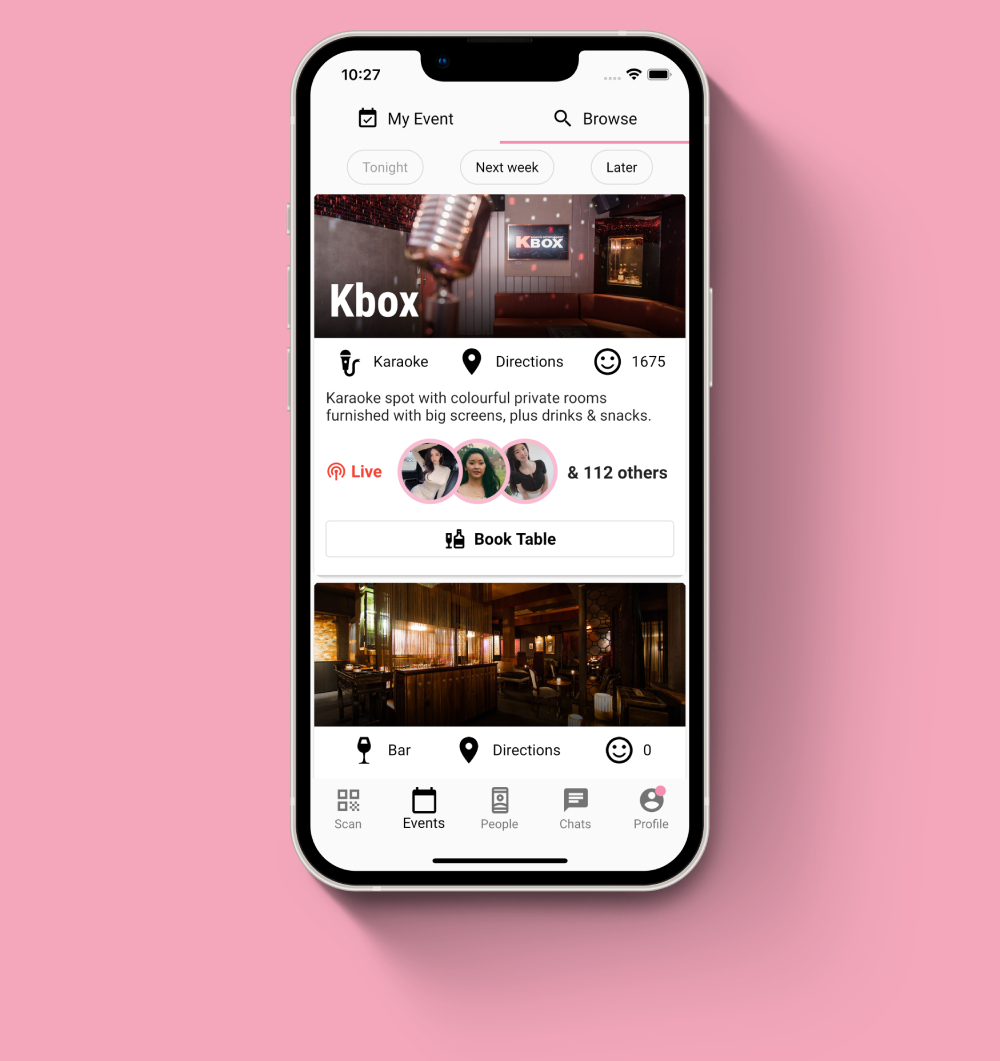 10:27
My Event
Browse
Tonight
Next week
Later
KBOX
Kbox
Karaoke
Directions
1675
Karaoke spot with colourful private rooms
furnished with big screens, plus drinks & snacks.
Live
& 112 others
Book Table
Bar
Directions
0
Scan
Events
People
Chats
Profile